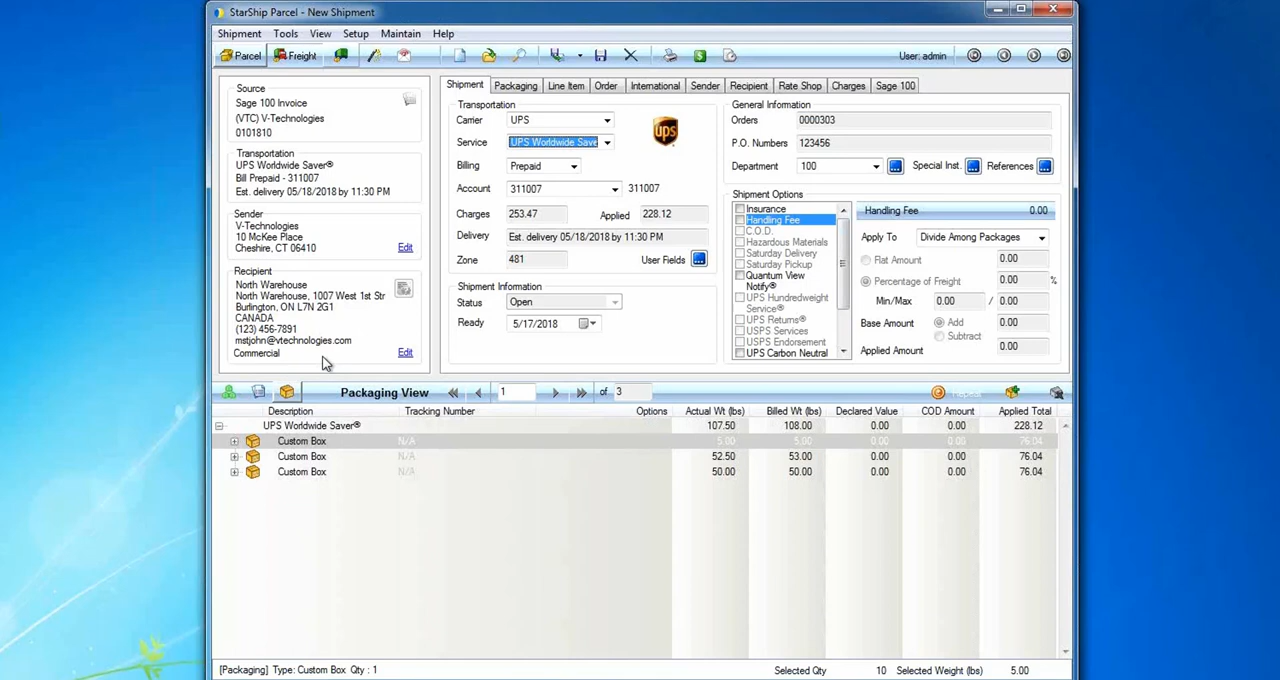 StarShip Parcel - New Shipment
Shipment Tools View Setup Maintain Help
Parcel Freight User: admin
Source
Sage 100 Invoice
(VTC) V-Technologies
0101810
Transportation
UPS Worldwide Saver®
Bill Prepaid - 311007
Est. delivery 05/18/2018 by 11:30 PM
Sender
V-Technologies
10 McKee Place
Cheshire, CT 06410 Edit
Recipient
North Warehouse
North Warehouse, 1007 West 1st Str
Burlington, ON L7N 2G1
CANADA
(123) 456-7891
mstjohn@vtechnologies.com
Commercial Edit
Shipment Packaging Line Item Order International Sender Recipient Rate Shop Charges Sage 100
Transportation
Carrier UPS
Service UPS Worldwide Save
Billing Prepaid
Account 311007 311007
Charges 253.47 Applied 228.12
Delivery Est. delivery 05/18/2018 by 11:30 PM
Zone 481 User Fields
ups
Shipment Information
Status Open
Ready 5/17/2018
General Information
Orders 0000303
P.O. Numbers 123456
Department 100 Special Inst. References
Shipment Options
Insurance
Handling Fee
C.O.D.
Hazardous Materials
Saturday Delivery
Saturday Pickup
Quantum View
Notify®
UPS Hundredweight
Service®
UPS Returns®
USPS Services
USPS Endorsement
UPS Carbon Neutral
Handling Fee 0.00
Apply To Divide Among Packages
Flat Amount 0.00
Percentage of Freight 0.00 %
Min/Max 0.00 / 0.00
Base Amount Add 0.00
Subtract
Applied Amount 0.00
Packaging View 1 of 3 Repeat
Description Tracking Number Options Actual Wt (lbs) Billed Wt (lbs) Declared Value COD Amount Applied Total
UPS Worldwide Saver® 107.50 108.00 0.00 0.00 228.12
Custom Box N/A 5.00 5.00 0.00 0.00 76.04
Custom Box N/A 52.50 53.00 0.00 0.00 76.04
Custom Box N/A 50.00 50.00 0.00 0.00 76.04
[Packaging] Type: Custom Box Qty : 1 Selected Qty 10 Selected Weight (lbs) 5.00